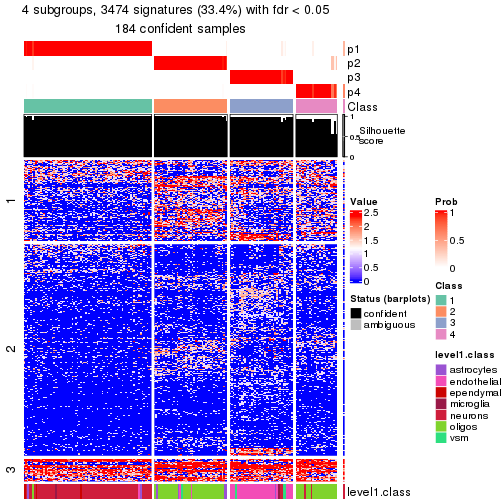 4 subgroups, 3474 signatures (33.4%) with fdr < 0.05
184 confident samples
p1
p2
p3
p4
Class
1
0.5
0
Silhouette
score
1
2
3
level1.class
Value
2.5
2
1.5
1
0.5
0
Status (barplots)
confident
ambiguous
Prob
1
0.5
0
Class
1
2
3
4
level1.class
astrocytes
endothelial
ependymal
microglia
neurons
oligos
vsm